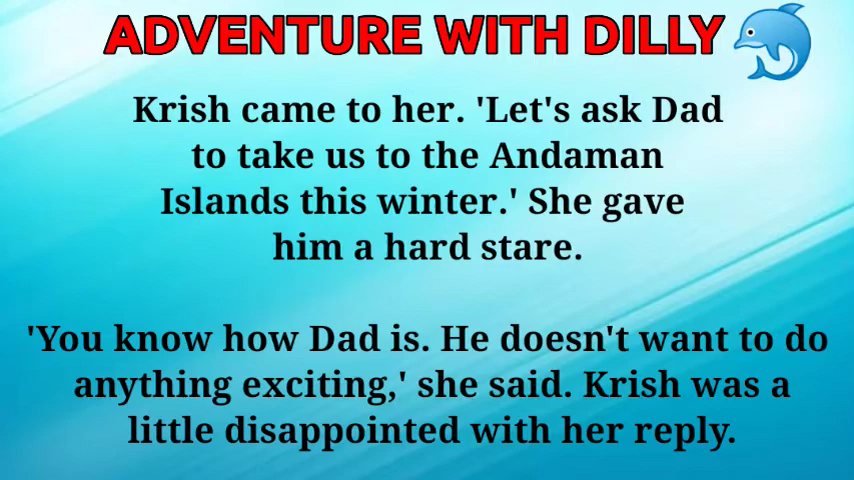 ADVENTURE WITH DILLY
Krish came to her. 'Let's ask Dad
to take us to the Andaman
Islands this winter.' She gave
him a hard stare.
'You know how Dad is. He doesn't want to do
anything exciting,' she said. Krish was a
little disappointed with her reply.